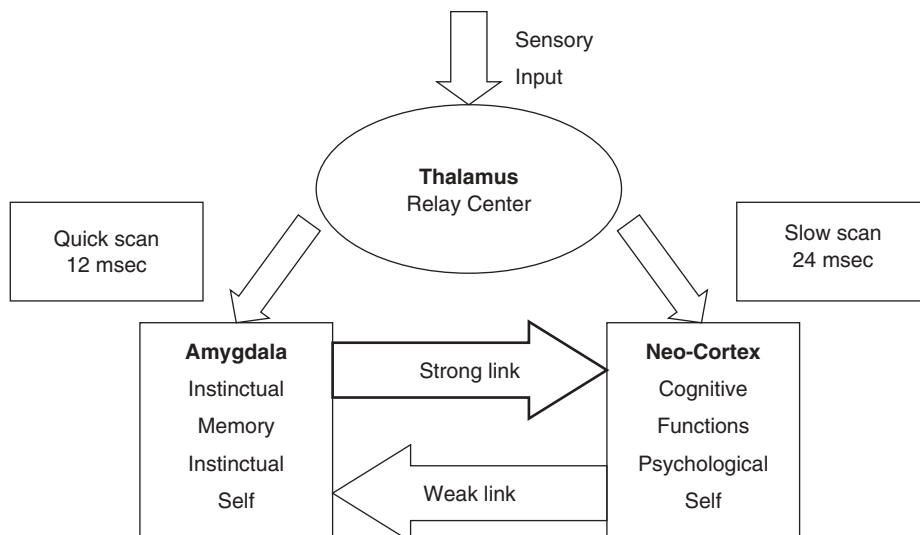 Sensory
Input
Thalamus
Relay Center
Quick scan
12 msec
Slow scan
24 msec
Amygdala
Instinctual
Memory
Instinctual
Self
Strong link
Weak link
Neo-Cortex
Cognitive
Functions
Psychological
Self